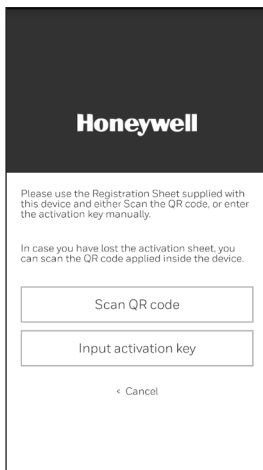 Honeywell
Please use the Registration Sheet supplied with
this device and either Scan the QR code, or enter
the activation key manually.
In case you have lost the activation sheet, you
can scan the QR code applied inside the device.
Scan QR code
Input activation key
< Cancel